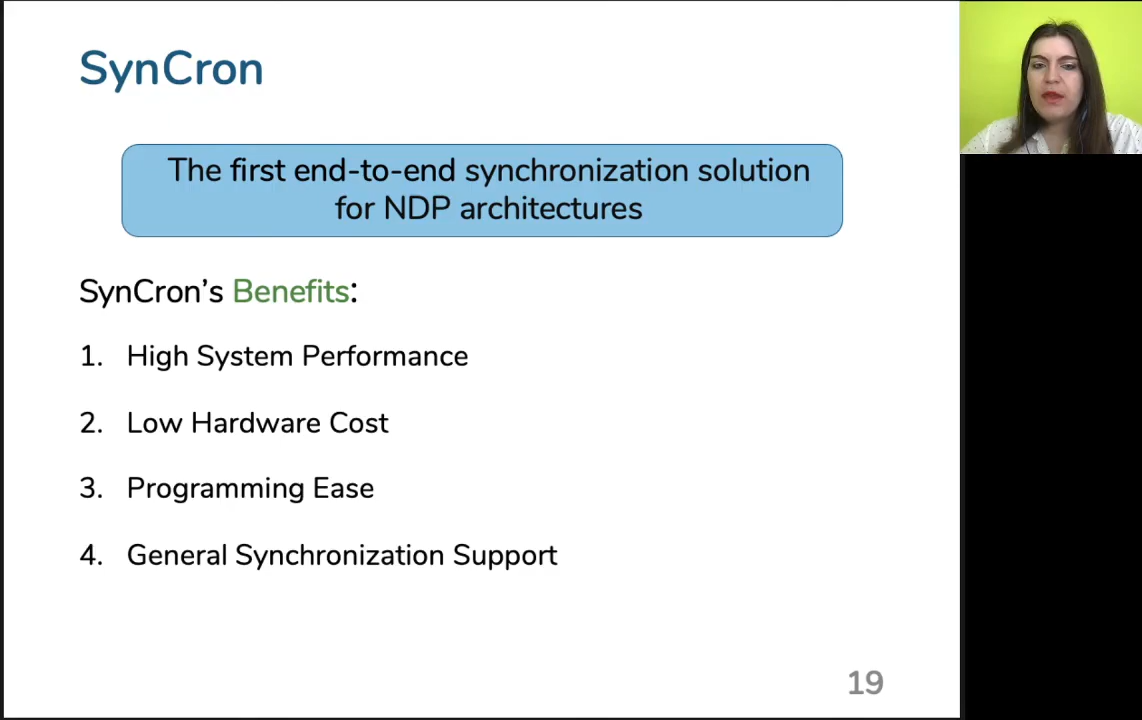 SynCron
The first end-to-end synchronization solution
for NDP architectures
SynCron’s Benefits:
1. High System Performance
2. Low Hardware Cost
3. Programming Ease
4. General Synchronization Support
19